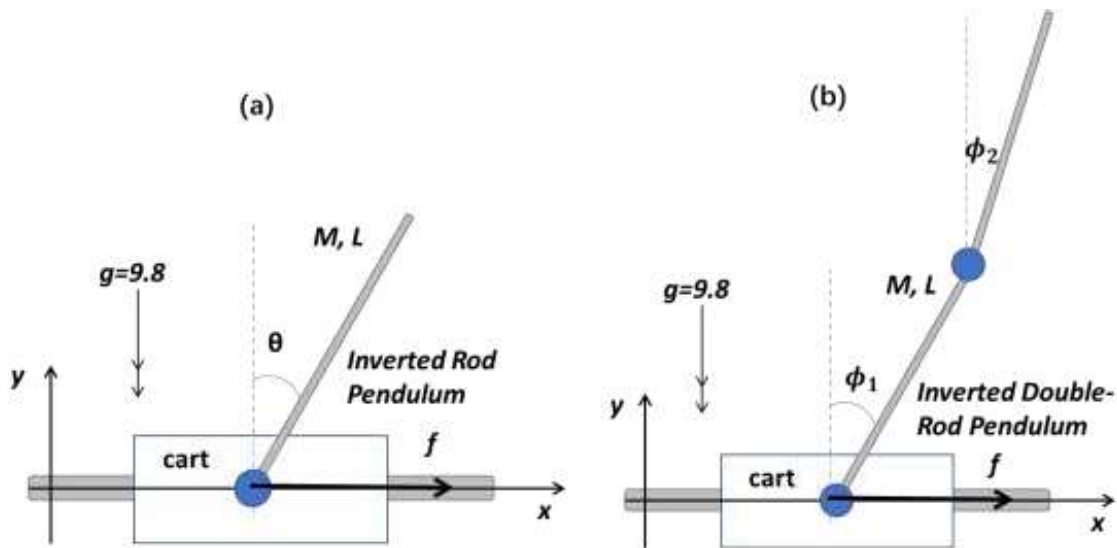 (a)
M, L
g=9.8
θ
Inverted Rod
Pendulum
y
cart
f
x
(b)
ϕ₂
M, L
g=9.8
ϕ₁
Inverted Double-
Rod Pendulum
y
cart
f
x